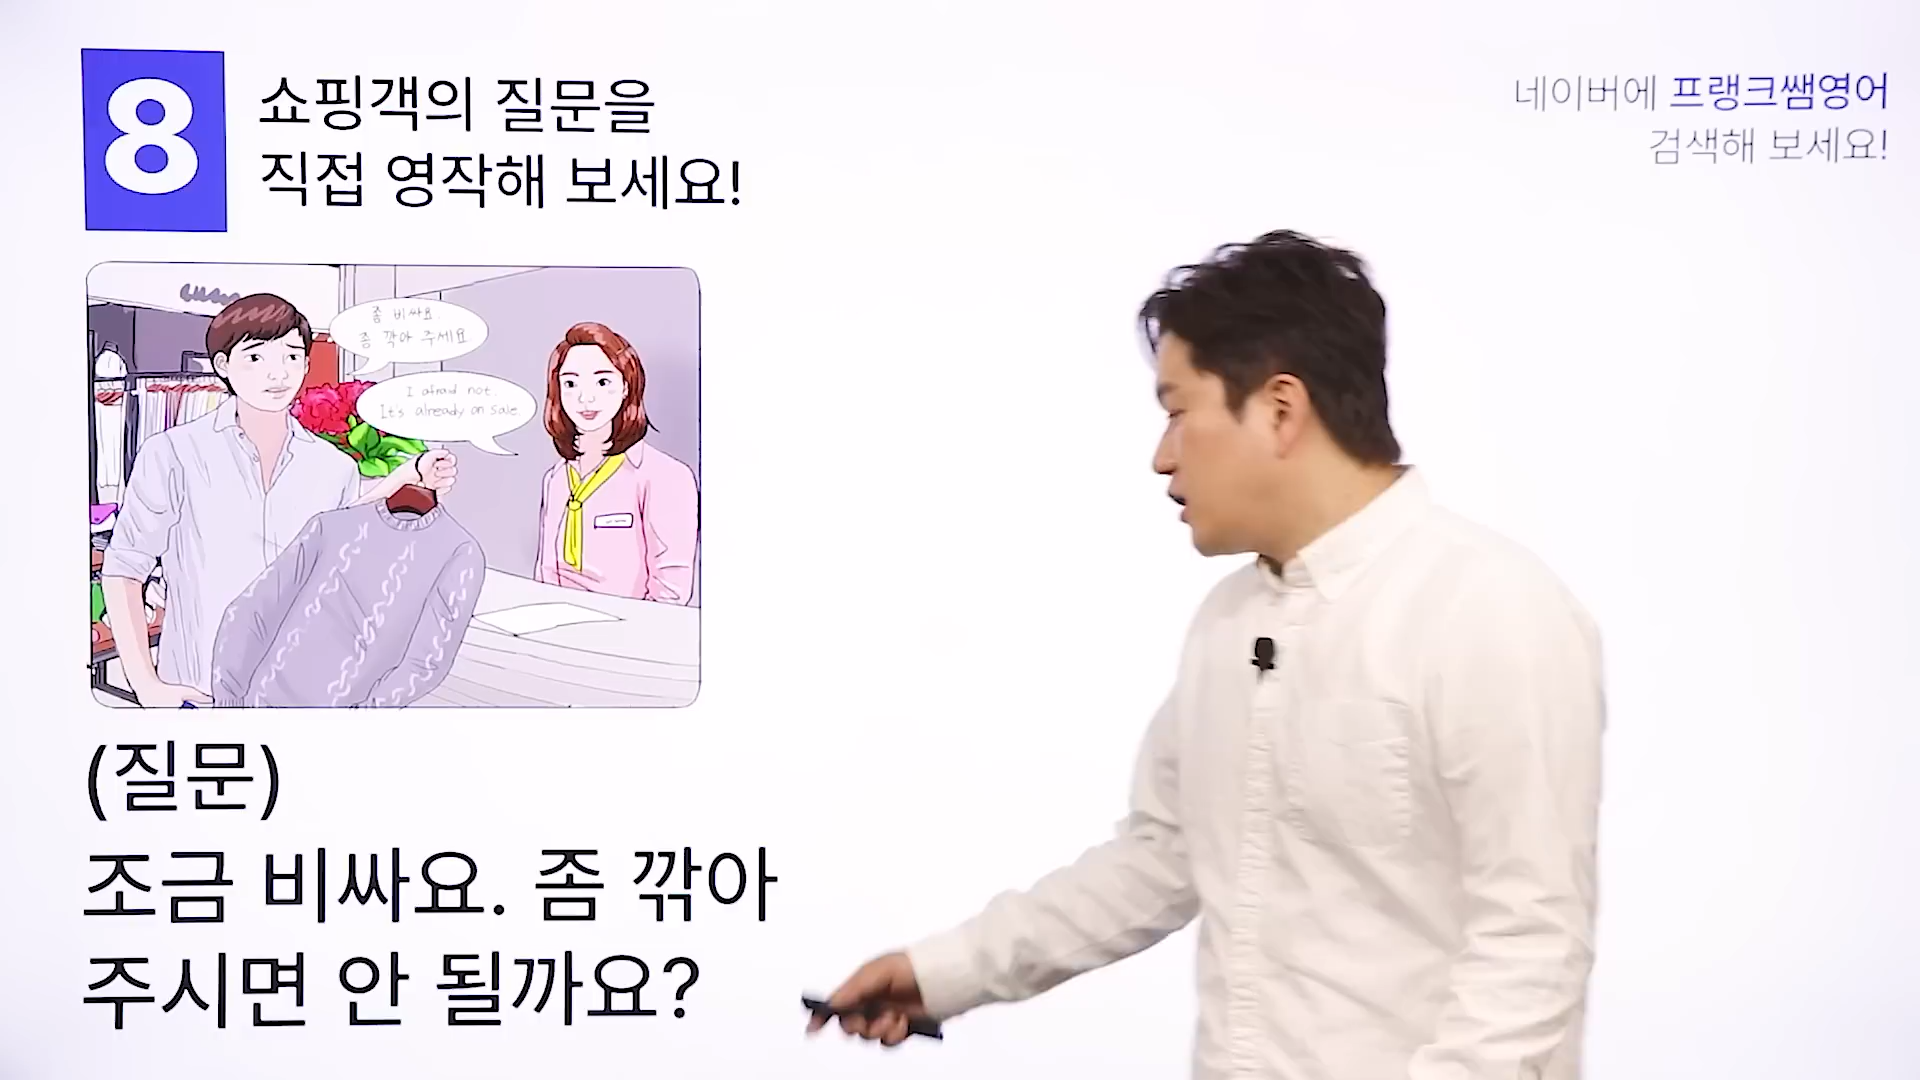 8
쇼핑객의 질문을
직접 영작해 보세요!
네이버에 프랭크쌤영어
검색해 보세요!
좀 비싸요.
좀 깎아 주세요.
I afraid not.
It's already on sale.
(질문)
조금 비싸요. 좀 깎아
주시면 안 될까요?